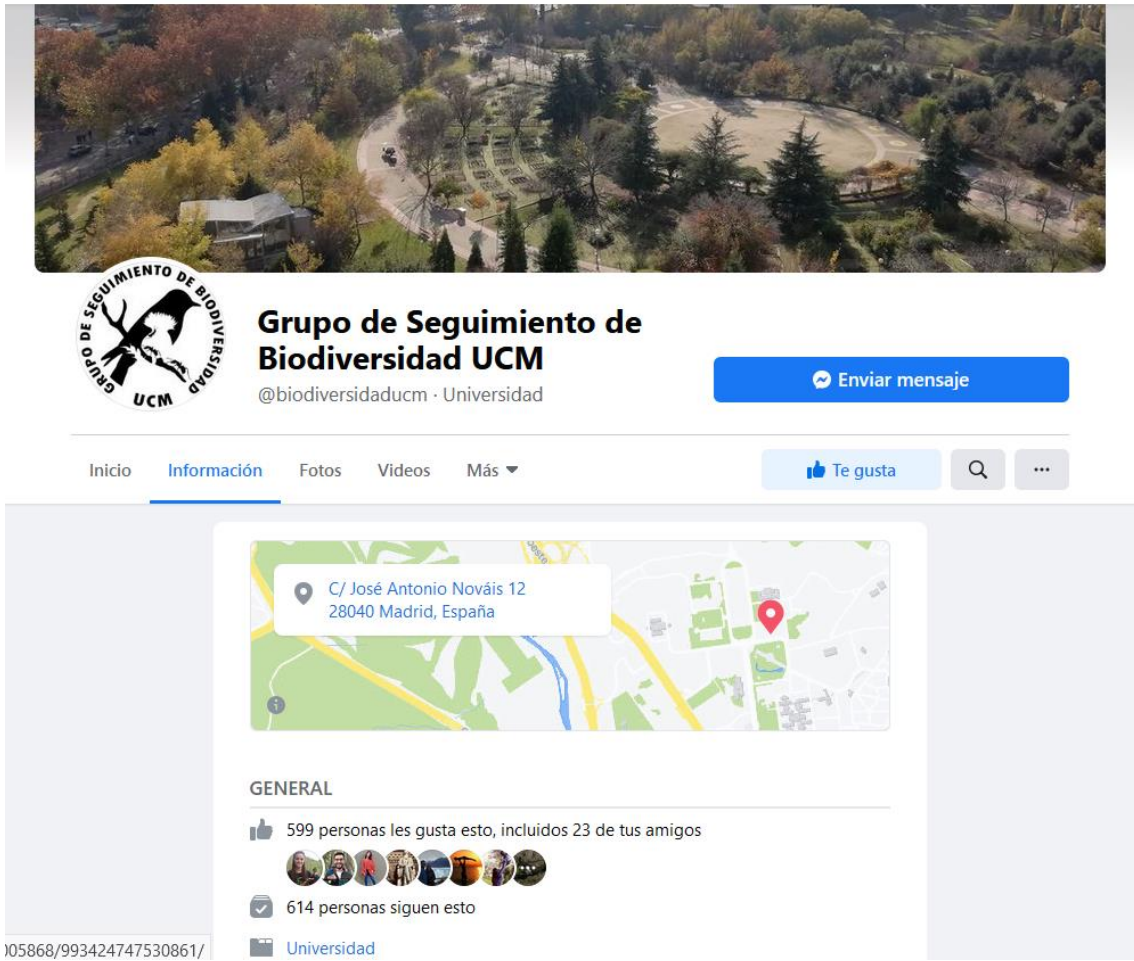 GRUPO DE SEGUIMIENTO DE BIODIVERSIDAD
UCM
Grupo de Seguimiento de
Biodiversidad UCM
@biodiversidaducm · Universidad
Enviar mensaje
Inicio Información Fotos Videos Más
Te gusta
C/ José Antonio Nováis 12
28040 Madrid, España
GENERAL
599 personas les gusta esto, incluidos 23 de tus amigos
614 personas siguen esto
Universidad
005868/993424747530861/